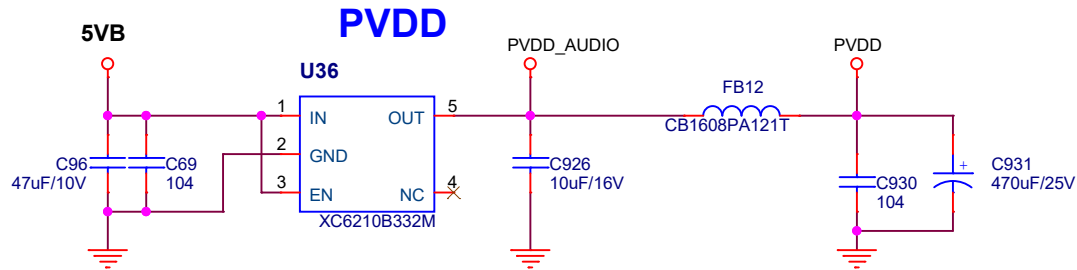 PVDD
5VB
PVDD_AUDIO
PVDD
U36
FB12
1
IN
OUT
5
CB1608PA121T
2
GND
C96
47uF/10V
C69
104
C926
10uF/16V
C930
104
C931
470uF/25V
+
3
EN
NC
4
XC6210B332M